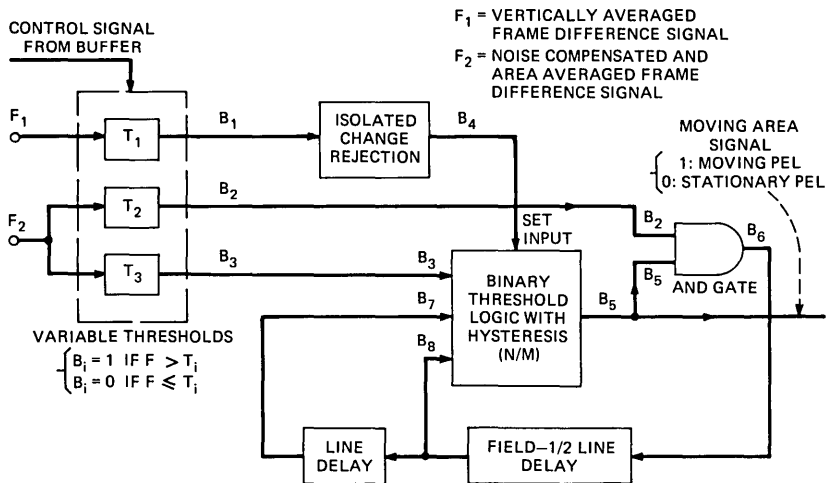 CONTROL SIGNAL
FROM BUFFER
F1 = VERTICALLY AVERAGED
FRAME DIFFERENCE SIGNAL
F2 = NOISE COMPENSATED AND
AREA AVERAGED FRAME
DIFFERENCE SIGNAL
F1
T1
B1
ISOLATED
CHANGE
REJECTION
B4
MOVING AREA
SIGNAL
1: MOVING PEL
0: STATIONARY PEL
F2
T2
B2
SET
INPUT
B2
B6
B5
AND GATE
T3
B3
B3
B7
B8
BINARY
THRESHOLD
LOGIC WITH
HYSTERESIS
(N/M)
B5
VARIABLE THRESHOLDS
Bi = 1 IF F > Ti
Bi = 0 IF F ⩽ Ti
LINE
DELAY
FIELD–1/2 LINE
DELAY